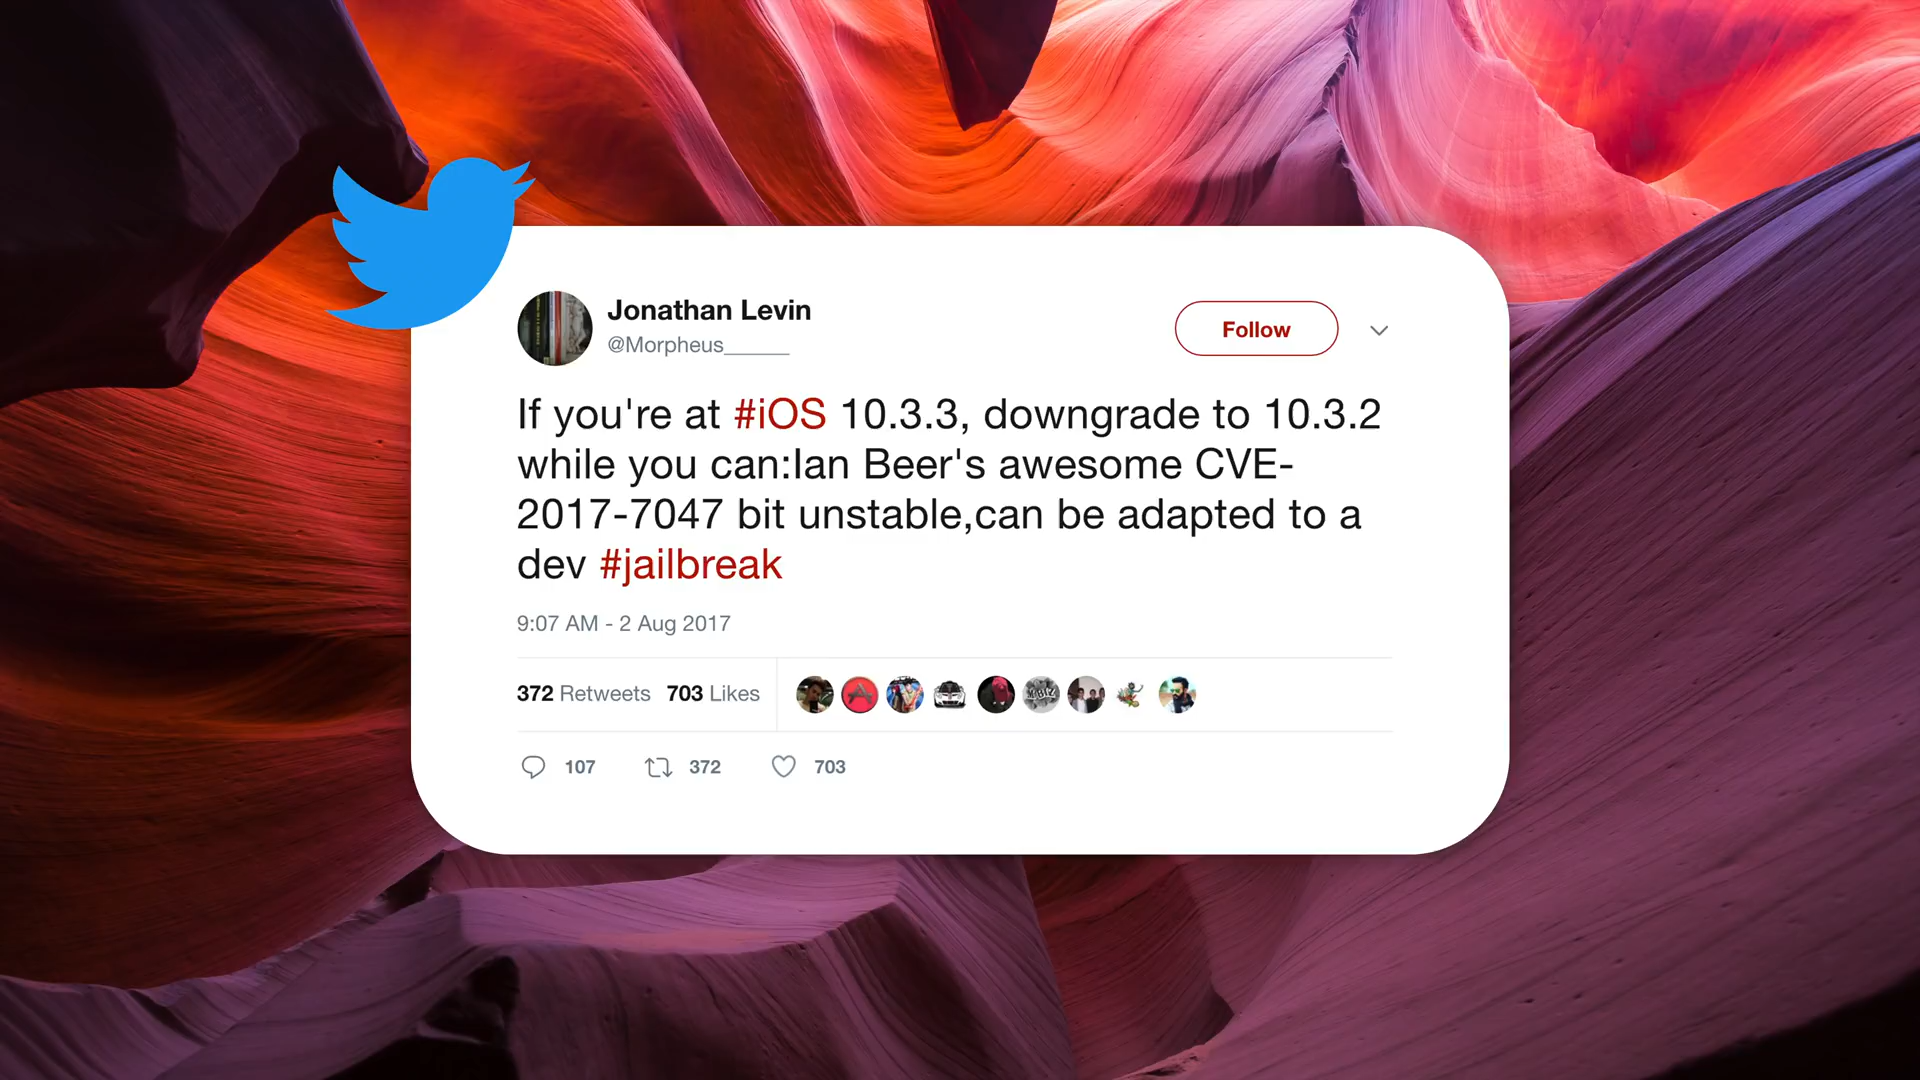 Jonathan Levin
@Morpheus______
Follow
If you're at #iOS 10.3.3, downgrade to 10.3.2
while you can:Ian Beer's awesome CVE-
2017-7047 bit unstable,can be adapted to a
dev #jailbreak
9:07 AM - 2 Aug 2017
372 Retweets 703 Likes
107 372 703